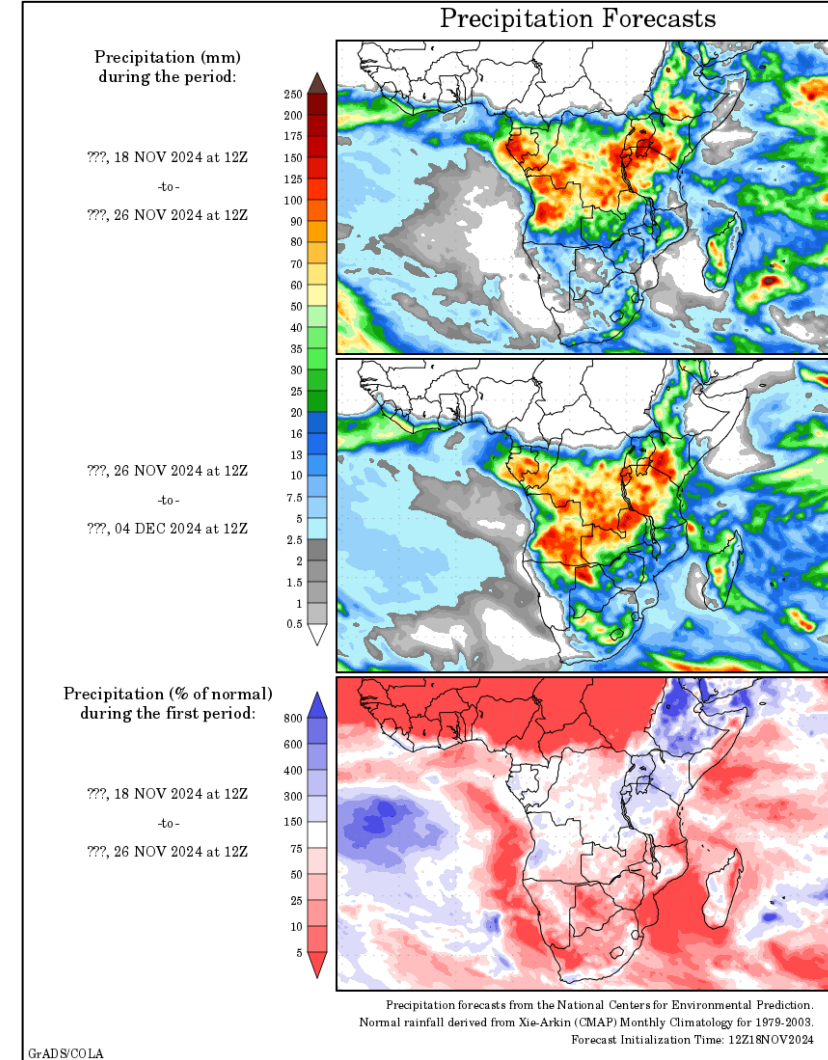 Precipitation Forecasts
Precipitation (mm)
during the period:
???, 18 NOV 2024 at 12Z
-to-
???, 26 NOV 2024 at 12Z
250
200
175
150
125
100
90
80
70
60
50
40
35
30
25
20
16
13
10
7.5
5
2.5
2
1.5
1
0.5
???, 26 NOV 2024 at 12Z
-to-
???, 04 DEC 2024 at 12Z
Precipitation (% of normal)
during the first period:
???, 18 NOV 2024 at 12Z
-to-
???, 26 NOV 2024 at 12Z
800
600
400
300
150
75
50
25
10
5
Precipitation forecasts from the National Centers for Environmental Prediction.
Normal rainfall derived from Xie-Arkin (CMAP) Monthly Climatology for 1979-2003.
Forecast Initialization Time: 12Z18NOV2024
GrADS/COLA